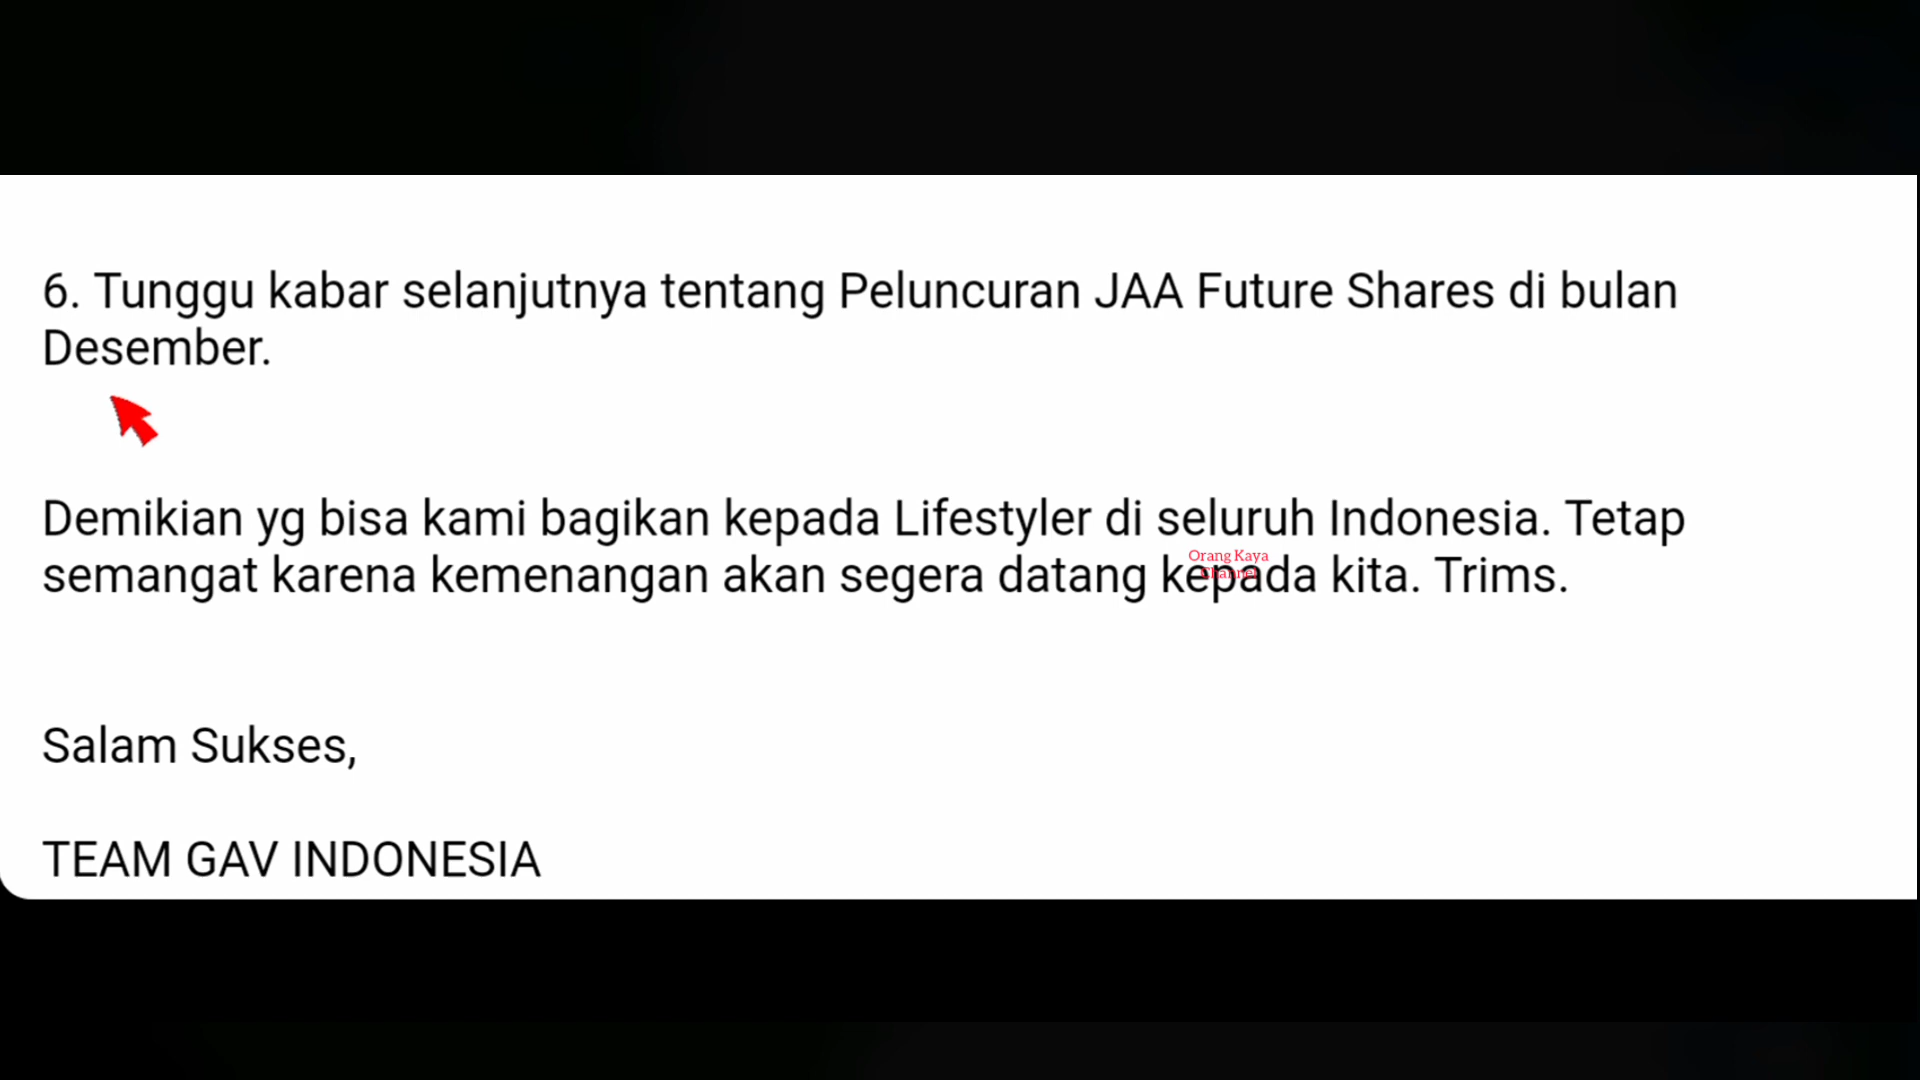 6. Tunggu kabar selanjutnya tentang Peluncuran JAA Future Shares di bulan
Desember.
Demikian yg bisa kami bagikan kepada Lifestyler di seluruh Indonesia. Tetap
Orang Kaya
Channel
semangat karena kemenangan akan segera datang kepada kita. Trims.
Salam Sukses,
TEAM GAV INDONESIA